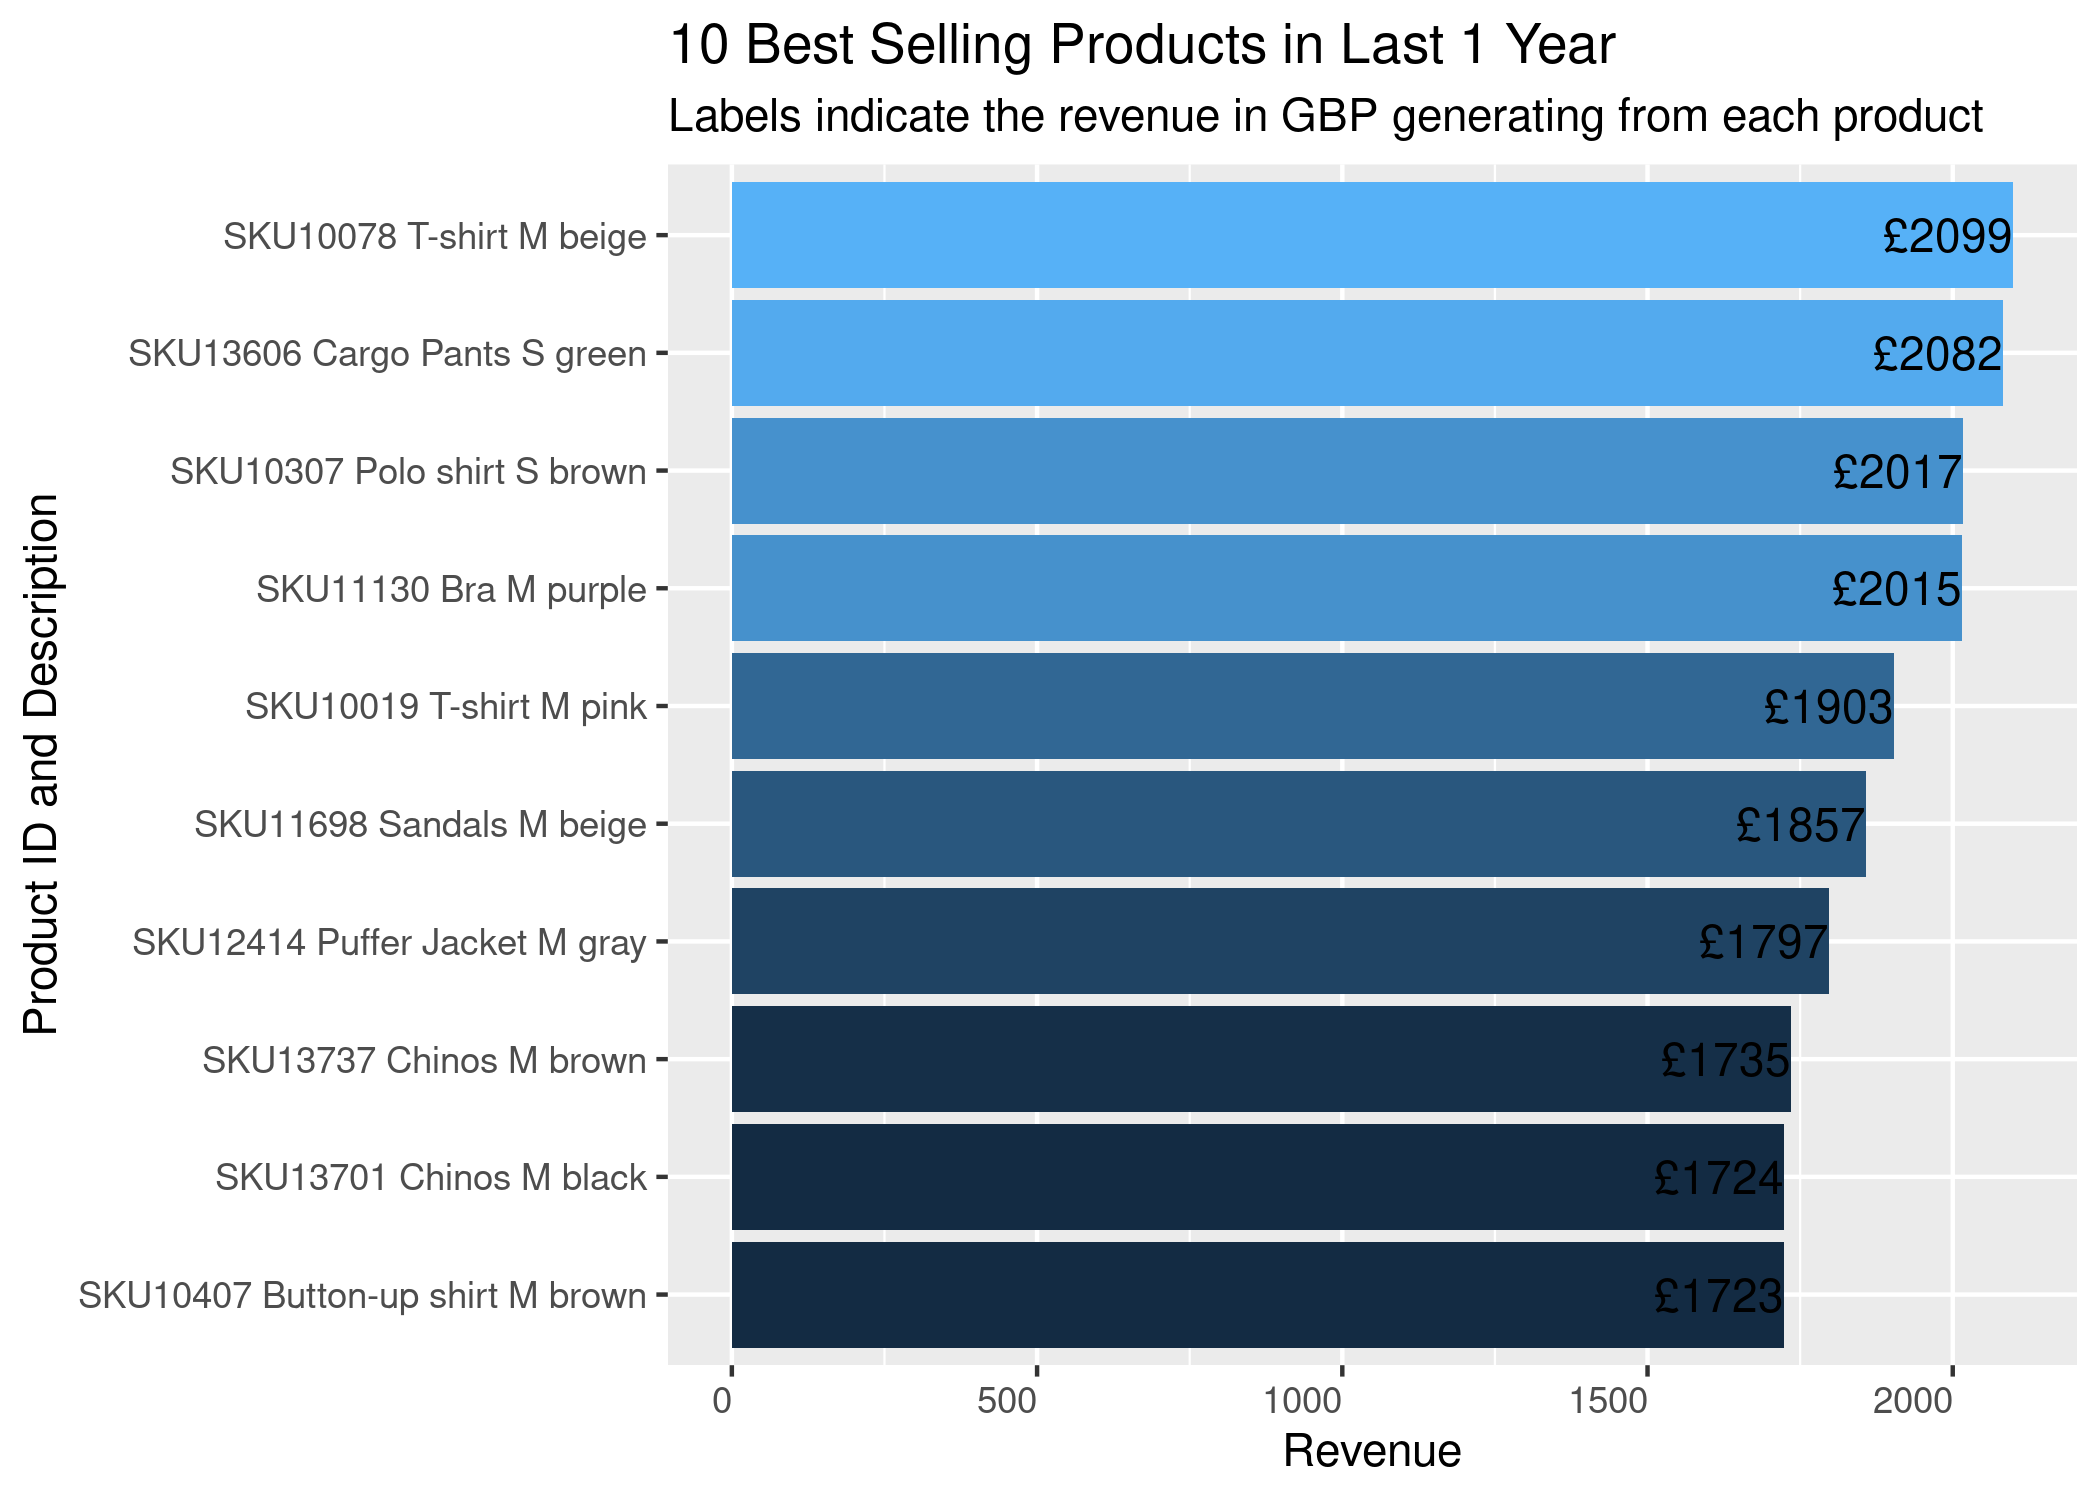 10 Best Selling Products in Last 1 Year
Labels indicate the revenue in GBP generating from each product
Product ID and Description
SKU10078 T-shirt M beige £2099
SKU13606 Cargo Pants S green £2082
SKU10307 Polo shirt S brown £2017
SKU11130 Bra M purple £2015
SKU10019 T-shirt M pink £1903
SKU11698 Sandals M beige £1857
SKU12414 Puffer Jacket M gray £1797
SKU13737 Chinos M brown £1735
SKU13701 Chinos M black £1724
SKU10407 Button-up shirt M brown £1723
0 500 1000 1500 2000
Revenue